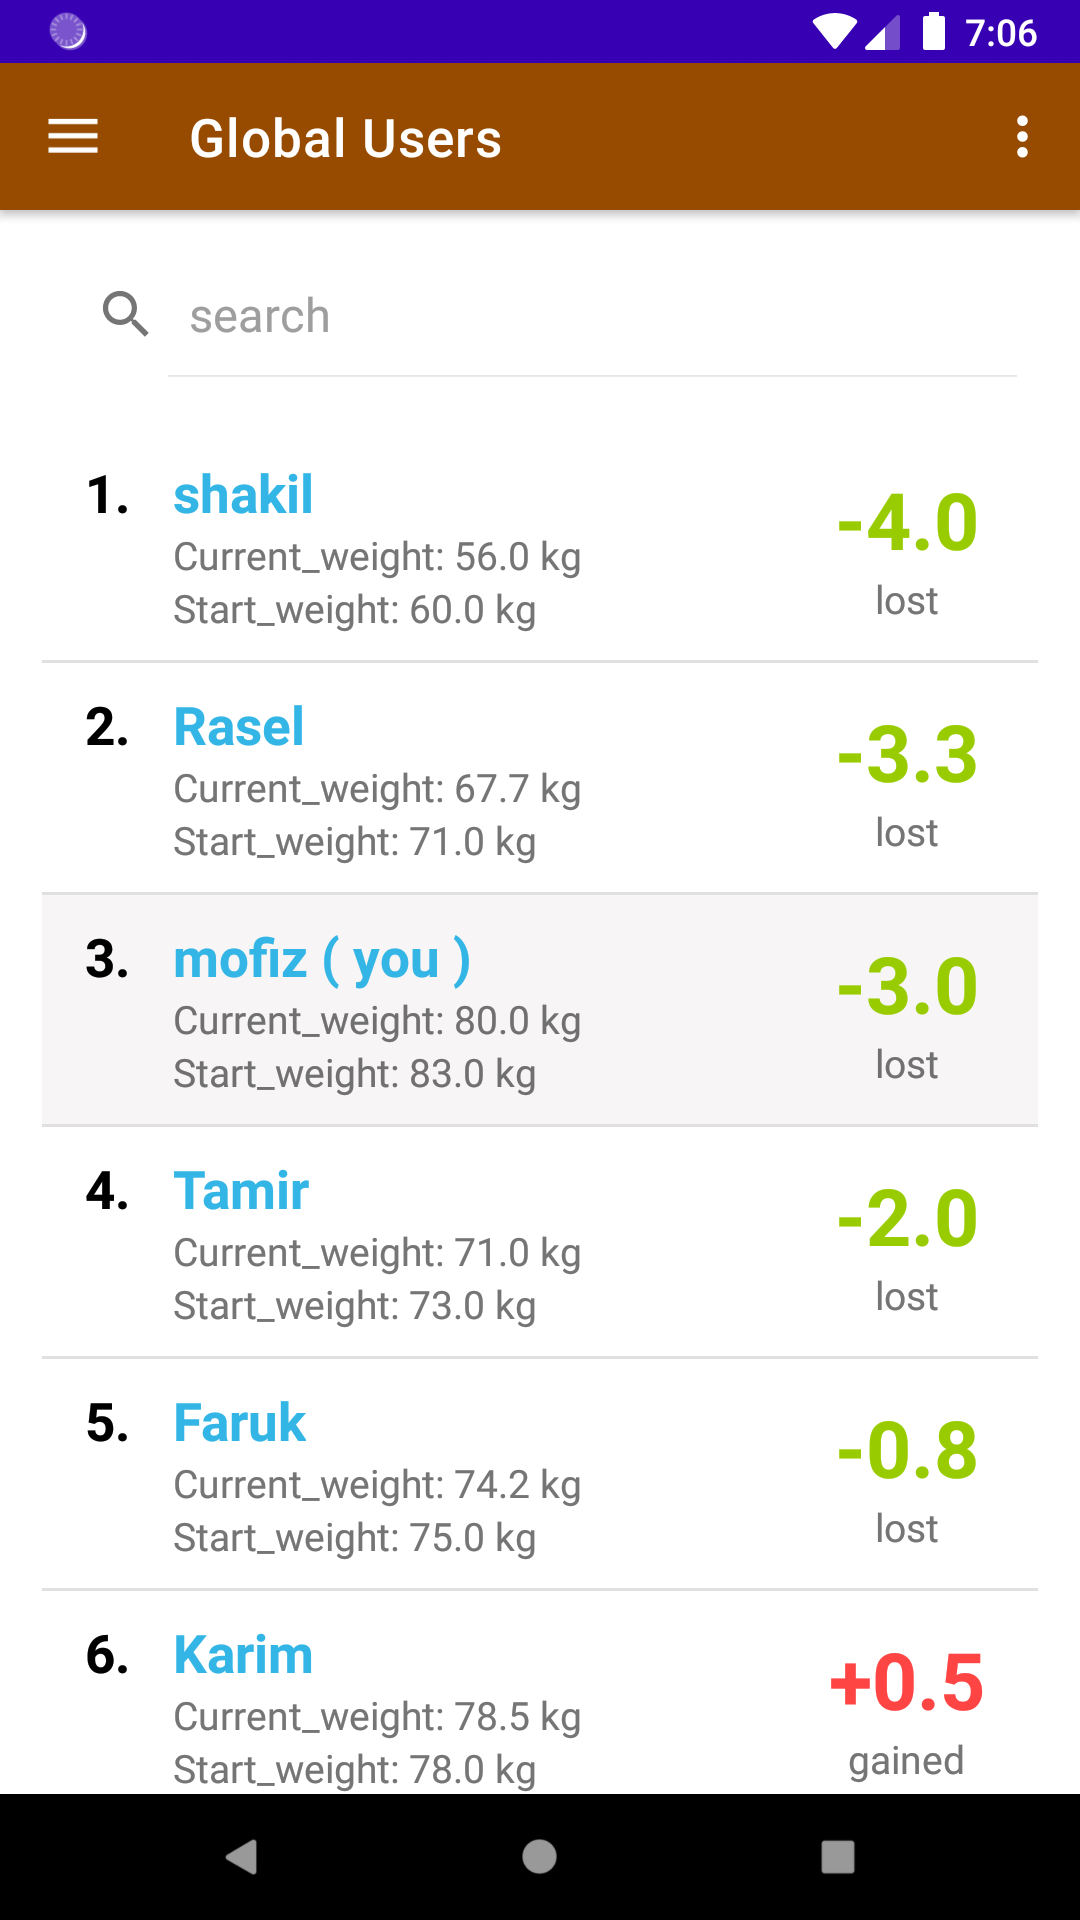 7:06
Global Users
search
1. shakil
Current_weight: 56.0 kg
Start_weight: 60.0 kg
-4.0
lost
2. Rasel
Current_weight: 67.7 kg
Start_weight: 71.0 kg
-3.3
lost
3. mofiz ( you )
Current_weight: 80.0 kg
Start_weight: 83.0 kg
-3.0
lost
4. Tamir
Current_weight: 71.0 kg
Start_weight: 73.0 kg
-2.0
lost
5. Faruk
Current_weight: 74.2 kg
Start_weight: 75.0 kg
-0.8
lost
6. Karim
Current_weight: 78.5 kg
Start_weight: 78.0 kg
+0.5
gained